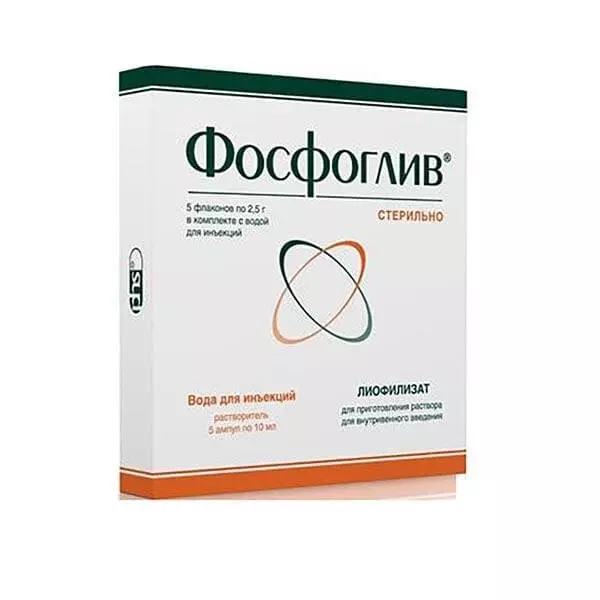 Фосфоглив®
5 флаконов по 2,5 г
в комплекте с водой
для инъекций
СТЕРИЛЬНО
Вода для инъекций
растворитель
5 ампул по 10 мл
ЛИОФИЛИЗАТ
для приготовления раствора
для внутривенного введения